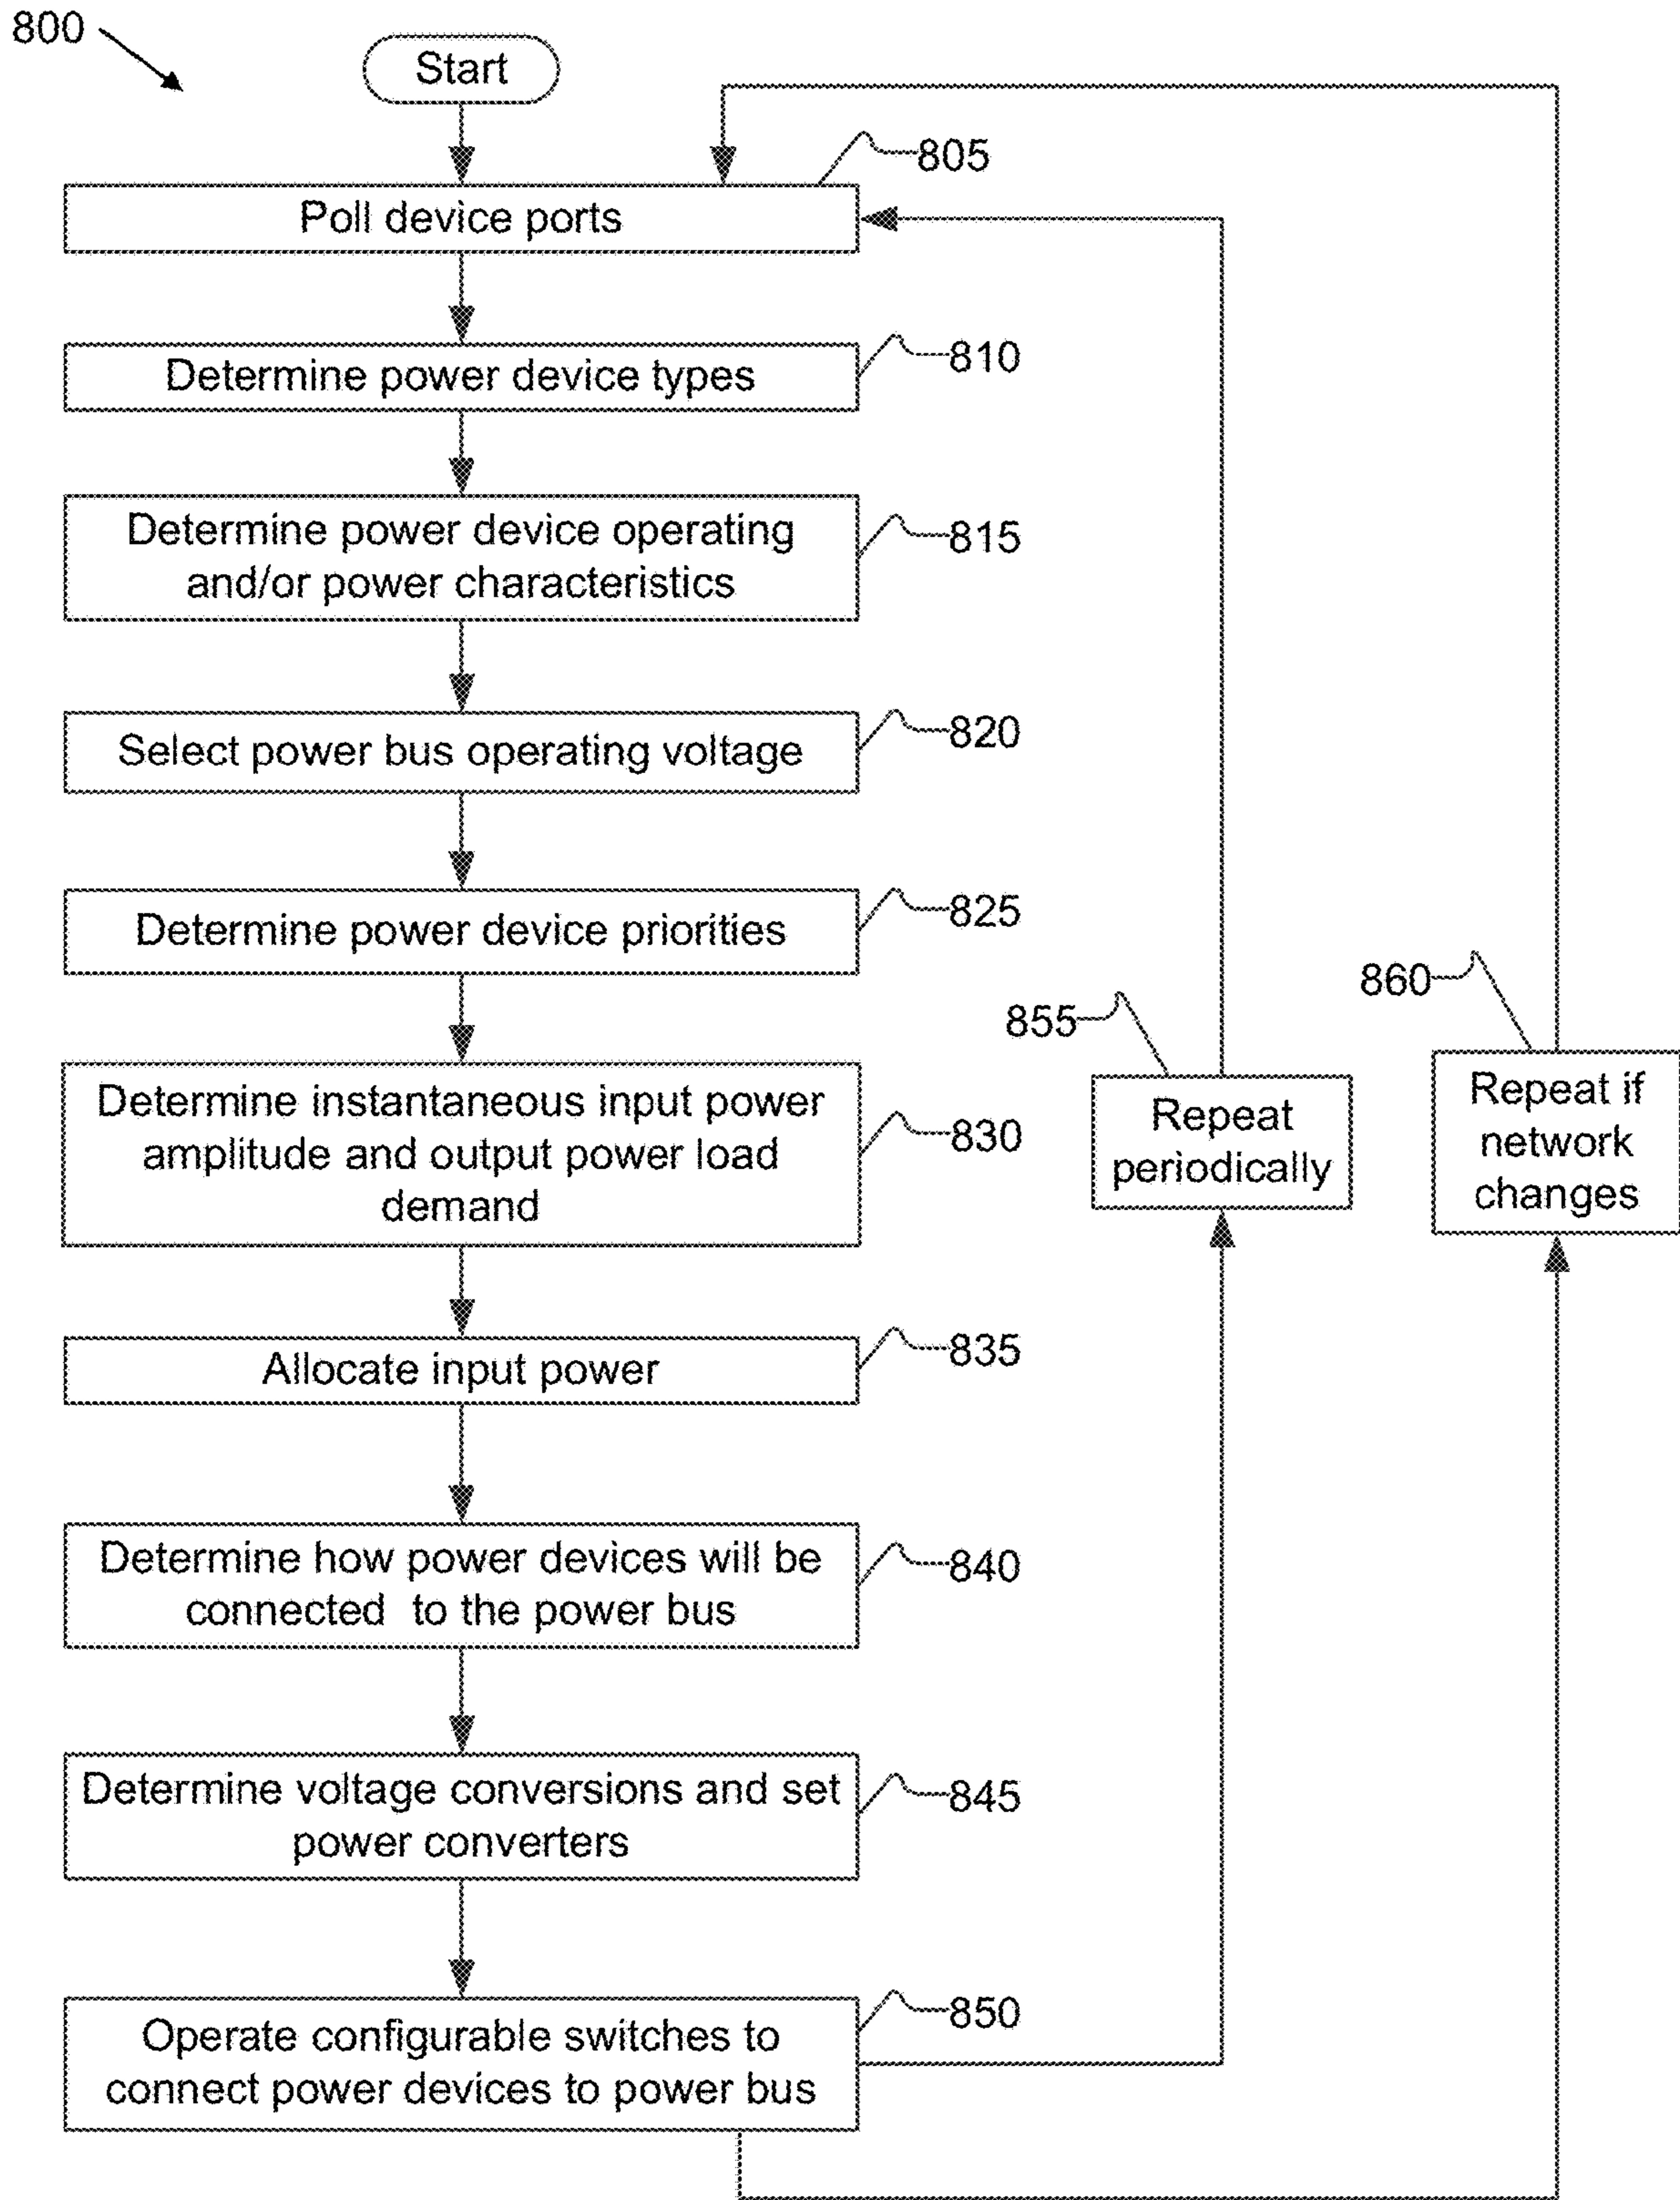 800
Start
805
Poll device ports
810
Determine power device types
815
Determine power device operating
and/or power characteristics
820
Select power bus operating voltage
825
Determine power device priorities
830
Determine instantaneous input power
amplitude and output power load
demand
855
Repeat
periodically
860
Repeat if
network
changes
835
Allocate input power
840
Determine how power devices will be
connected to the power bus
845
Determine voltage conversions and set
power converters
850
Operate configurable switches to
connect power devices to power bus